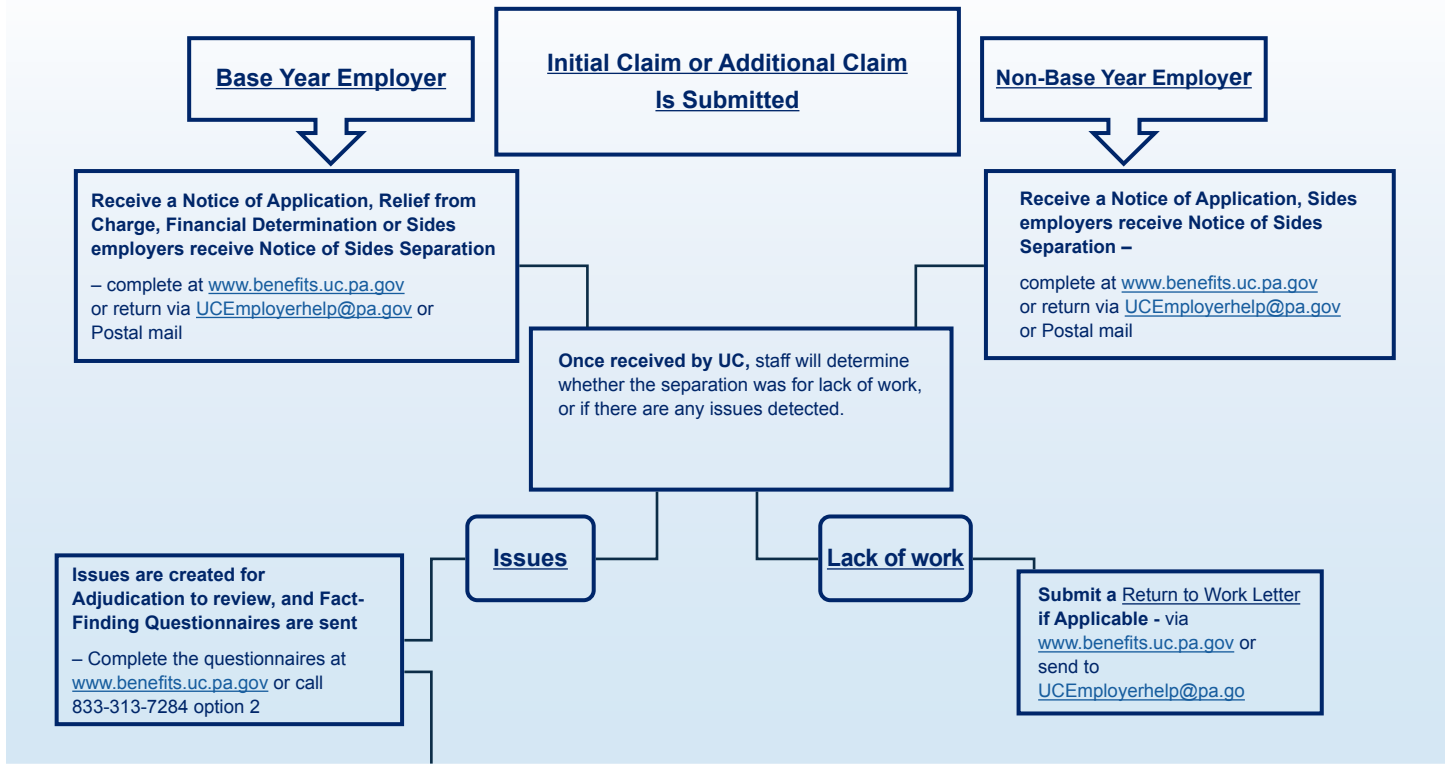 Initial Claim or Additional Claim
Is Submitted
Base Year Employer
Non-Base Year Employer
Receive a Notice of Application, Relief from
Charge, Financial Determination or Sides
employers receive Notice of Sides Separation
– complete at www.benefits.uc.pa.gov
or return via UCEmployerhelp@pa.gov or
Postal mail
Receive a Notice of Application, Sides
employers receive Notice of Sides
Separation –
complete at www.benefits.uc.pa.gov
or return via UCEmployerhelp@pa.gov
or Postal mail
Once received by UC, staff will determine
whether the separation was for lack of work,
or if there are any issues detected.
Issues
Lack of work
Issues are created for
Adjudication to review, and Fact-
Finding Questionnaires are sent
– Complete the questionnaires at
www.benefits.uc.pa.gov or call
833-313-7284 option 2
Submit a Return to Work Letter
if Applicable - via
www.benefits.uc.pa.gov or
send to
UCEmployerhelp@pa.go